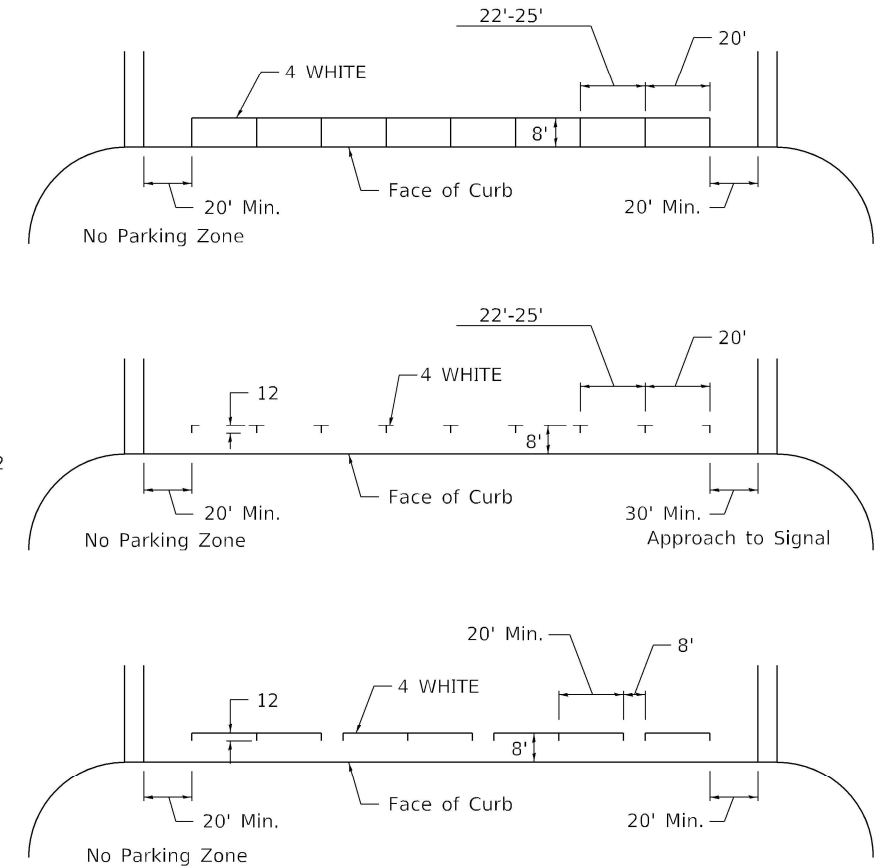 22'-25'
20'
4 WHITE
8'
Face of Curb
20' Min.
20' Min.
No Parking Zone
22'-25'
20'
4 WHITE
12
8'
2
Face of Curb
20' Min.
30' Min.
No Parking Zone
Approach to Signal
20' Min.
8'
4 WHITE
12
8'
Face of Curb
20' Min.
20' Min.
No Parking Zone